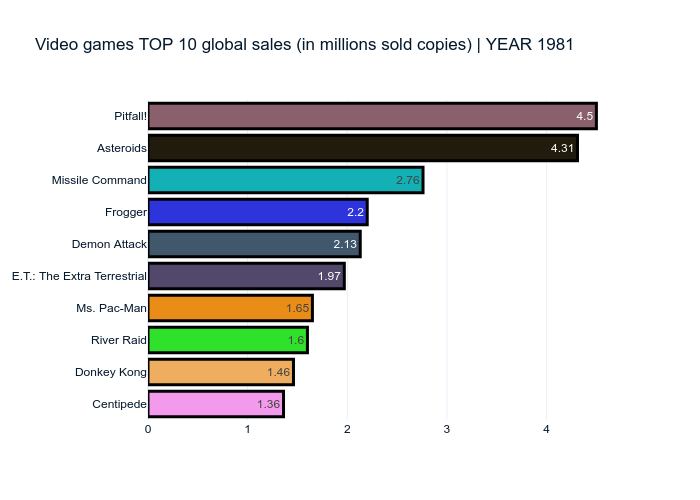 Video games TOP 10 global sales (in millions sold copies) | YEAR 1981
Pitfall! 4.5
Asteroids 4.31
Missile Command 2.76
Frogger 2.2
Demon Attack 2.13
E.T.: The Extra Terrestrial 1.97
Ms. Pac-Man 1.65
River Raid 1.6
Donkey Kong 1.46
Centipede 1.36
0 1 2 3 4